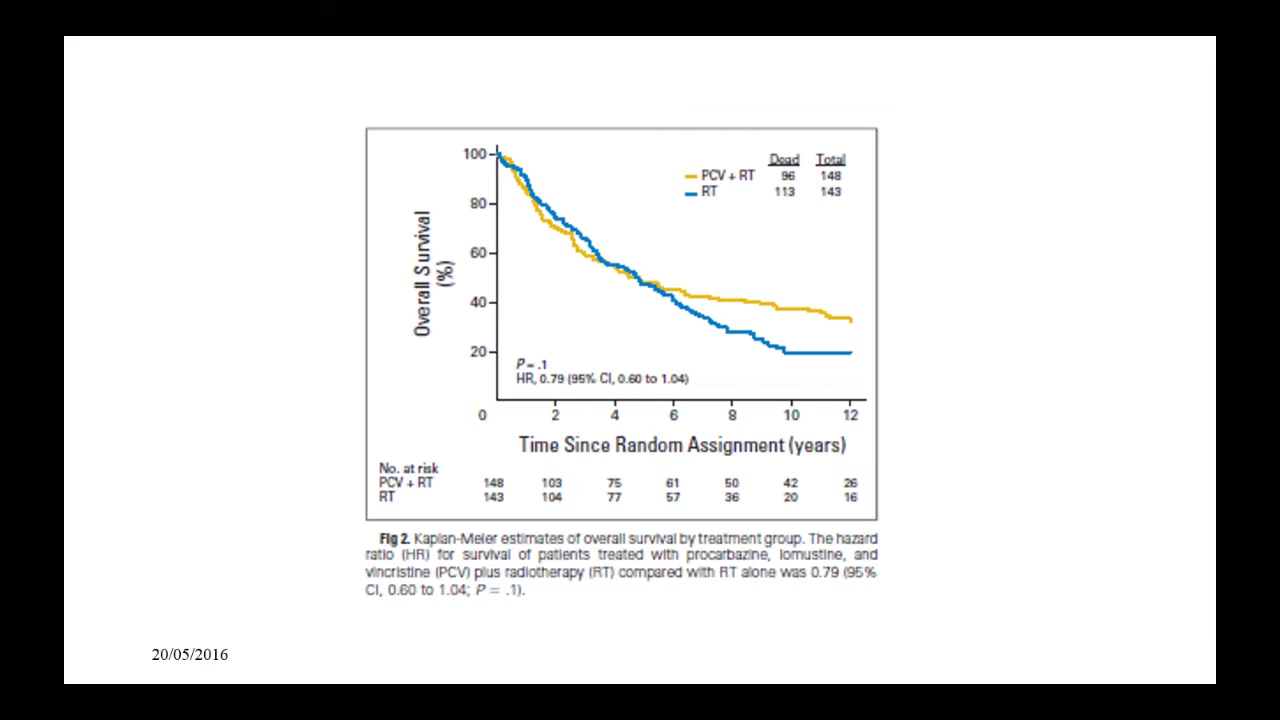 Dead Total
PCV + RT 96 148
RT 113 143
100
80
60
40
20
Overall Survival
(%)
P = .1
HR, 0.79 (95% CI, 0.60 to 1.04)
0 2 4 6 8 10 12
Time Since Random Assignment (years)
No. at risk
PCV + RT 148 103 75 61 50 42 26
RT 143 104 77 57 36 20 16
Fig 2. Kaplan-Meier estimates of overall survival by treatment group. The hazard
ratio (HR) for survival of patients treated with procarbazine, lomustine, and
vincristine (PCV) plus radiotherapy (RT) compared with RT alone was 0.79 (95%
CI, 0.60 to 1.04; P = .1).
20/05/2016